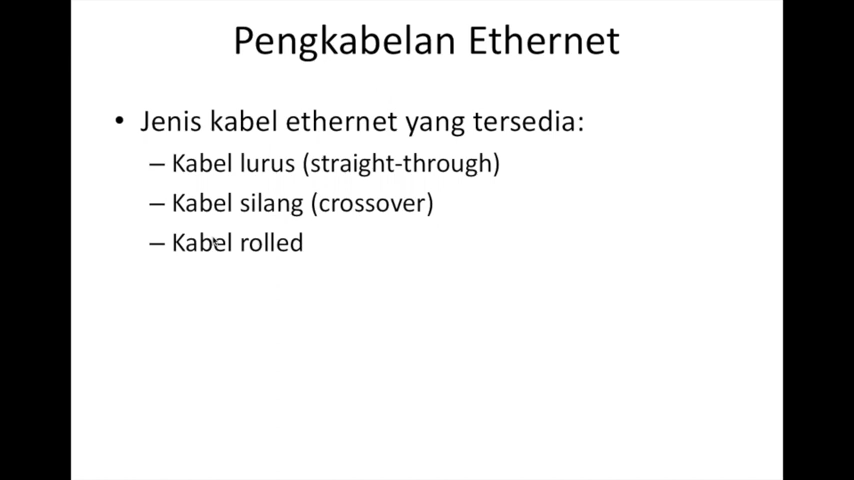 Pengkabelan Ethernet
• Jenis kabel ethernet yang tersedia:
– Kabel lurus (straight-through)
– Kabel silang (crossover)
– Kabel rolled